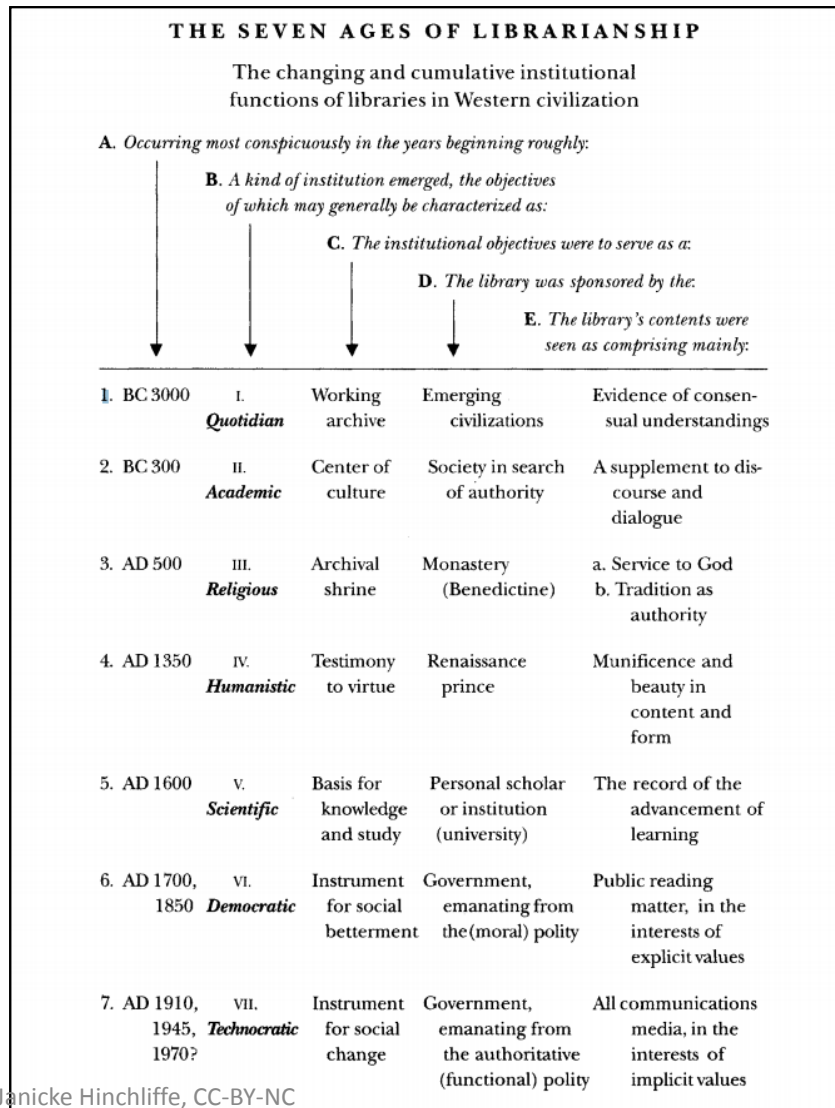 THE SEVEN AGES OF LIBRARIANSHIP
The changing and cumulative institutional
functions of libraries in Western civilization
A. Occurring most conspicuously in the years beginning roughly:
B. A kind of institution emerged, the objectives
of which may generally be characterized as:
C. The institutional objectives were to serve as a:
D. The library was sponsored by the:
E. The library's contents were
seen as comprising mainly:
1. BC 3000 I. Working Emerging Evidence of consen-
Quotidian archive civilizations sual understandings
2. BC 300 II. Center of Society in search A supplement to dis-
Academic culture of authority course and
dialogue
3. AD 500 III. Archival Monastery a. Service to God
Religious shrine (Benedictine) b. Tradition as
authority
4. AD 1350 IV. Testimony Renaissance Munificence and
Humanistic to virtue prince beauty in
content and
form
5. AD 1600 V. Basis for Personal scholar The record of the
Scientific knowledge or institution advancement of
and study (university) learning
6. AD 1700, VI. Instrument Government, Public reading
1850 Democratic for social emanating from matter, in the
betterment the (moral) polity interests of
explicit values
7. AD 1910, VII. Instrument Government, All communications
1945, Technocratic for social emanating from media, in the
1970? change the authoritative interests of
(functional) polity implicit values
Janicke Hinchliffe, CC-BY-NC